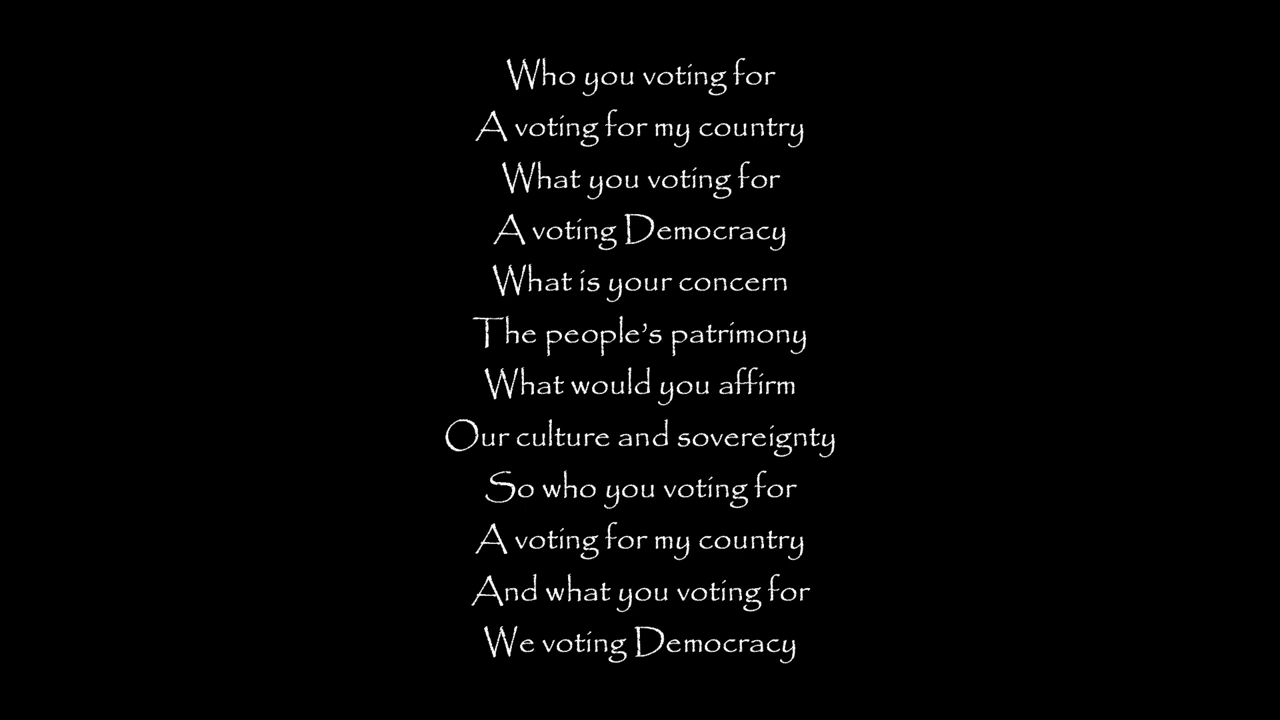 Who you voting for
A voting for my country
What you voting for
A voting Democracy
What is your concern
The people's patrimony
What would you affirm
Our culture and sovereignty
So who you voting for
A voting for my country
And what you voting for
We voting Democracy